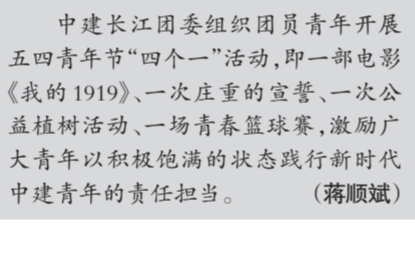 中建长江团委组织团员青年开展
五四青年节“四个一”活动,即一部电影
《我的1919》、一次庄重的宣誓、一次公
益植树活动、一场青春篮球赛,激励广
大青年以积极饱满的状态践行新时代
中建青年的责任担当。 (蒋顺斌)